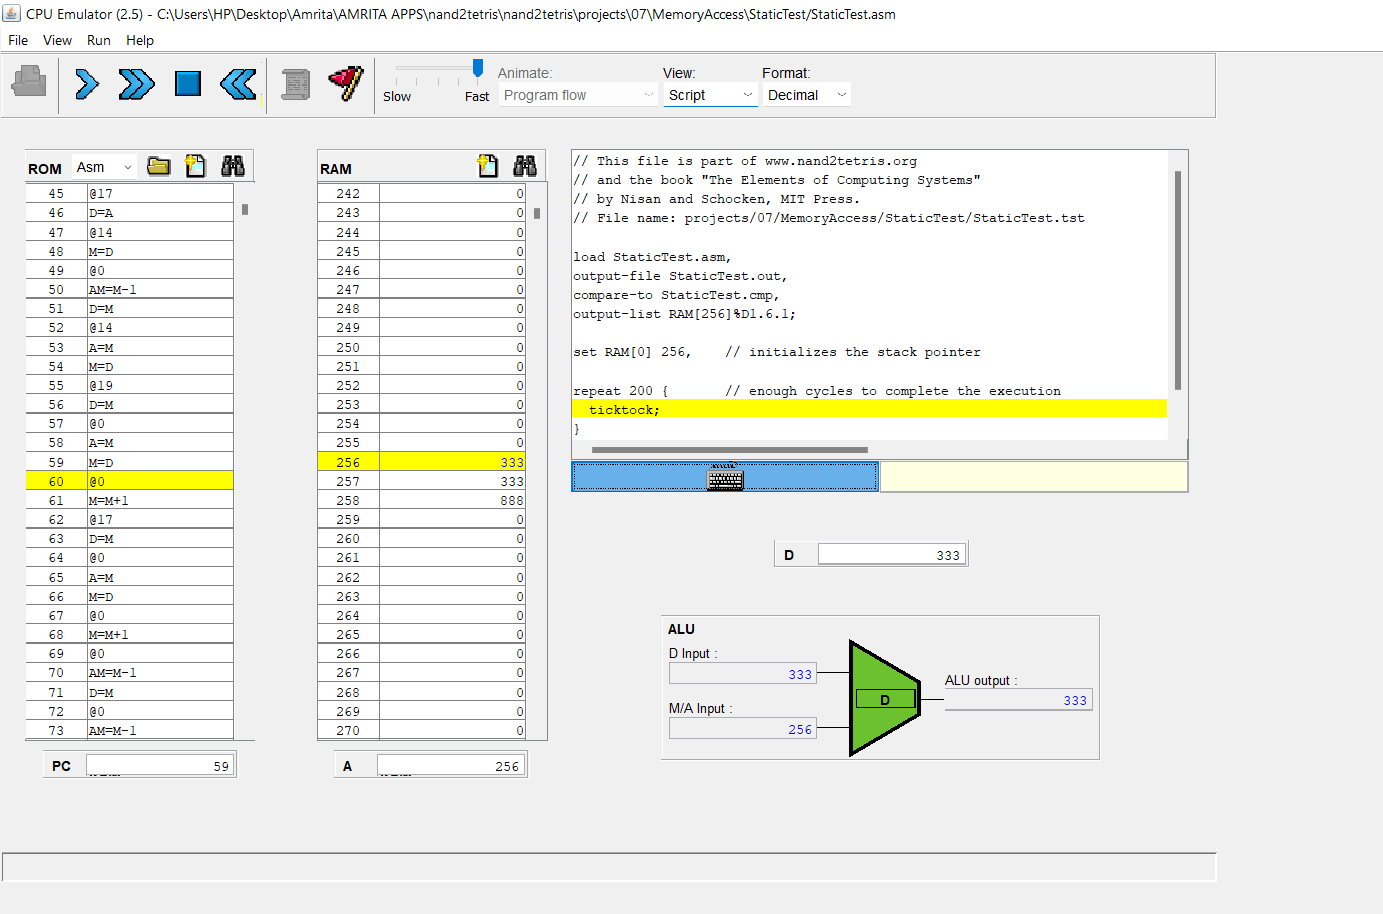 CPU Emulator (2.5) - C:\Users\HP\Desktop\Amrita\AMRITA APPS\nand2tetris\nand2tetris\projects\07\MemoryAccess\StaticTest/StaticTest.asm
File View Run Help
Slow Fast
Animate:
Program flow
View:
Script
Format:
Decimal
ROM Asm
45 @17
46 D=A
47 @14
48 M=D
49 @0
50 AM=M-1
51 D=M
52 @14
53 A=M
54 M=D
55 @19
56 D=M
57 @0
58 A=M
59 M=D
60 @0
61 M=M+1
62 @17
63 D=M
64 @0
65 A=M
66 M=D
67 @0
68 M=M+1
69 @0
70 AM=M-1
71 D=M
72 @0
73 AM=M-1
PC 59
RAM
242 0
243 0
244 0
245 0
246 0
247 0
248 0
249 0
250 0
251 0
252 0
253 0
254 0
255 0
256 333
257 333
258 888
259 0
260 0
261 0
262 0
263 0
264 0
265 0
266 0
267 0
268 0
269 0
270 0
A 256
// This file is part of www.nand2tetris.org
// and the book "The Elements of Computing Systems"
// by Nisan and Schocken, MIT Press.
// File name: projects/07/MemoryAccess/StaticTest/StaticTest.tst
load StaticTest.asm,
output-file StaticTest.out,
compare-to StaticTest.cmp,
output-list RAM[256]%D1.6.1;
set RAM[0] 256,    // initializes the stack pointer
repeat 200 {       // enough cycles to complete the execution
ticktock;
}
D 333
ALU
D Input :
333
M/A Input :
256
D
ALU output :
333